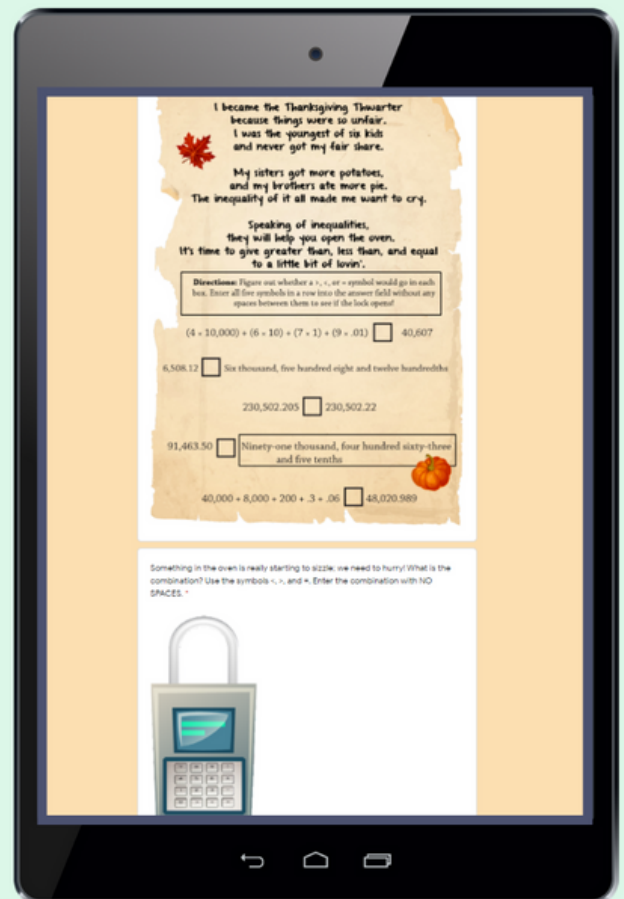 I became the Thanksgiving Thwarter
because things were so unfair.
I was the youngest of six kids
and never got my fair share.
My sisters got more potatoes,
and my brothers ate more pie.
The inequality of it all made me want to cry.
Speaking of inequalities,
they will help you open the oven.
It's time to give greater than, less than, and equal
to a little bit of lovin'.
Directions: Figure out whether a >, <, or = symbol would go in each
box. Enter all five symbols in a row into the answer field without any
spaces between them to see if the lock opens!
(4 × 10,000) + (6 × 10) + (7 × 1) + (9 × .01) 40,607
6,508.12 Six thousand, five hundred eight and twelve hundredths
230,502.205 230,502.22
91,463.50 Ninety-one thousand, four hundred sixty-three
and five tenths
40,000 + 8,000 + 200 + .3 + .06 48,020.989
Something in the oven is really starting to sizzle; we need to hurry! What is the
combination? Use the symbols <, >, and =. Enter the combination with NO
SPACES. *